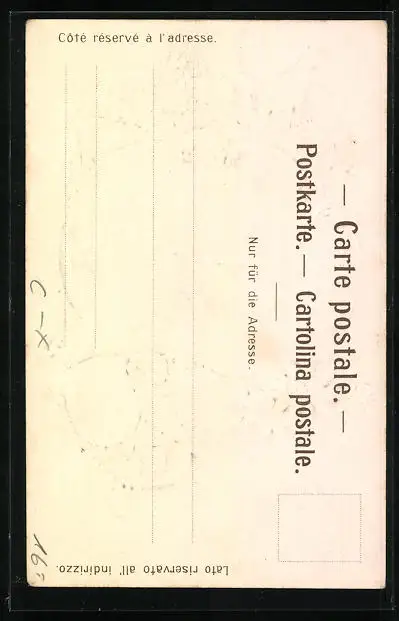 — Carte postale. —
Postkarte. — Cartolina postale.
Nur für die Adresse.
Côté réservé à l'adresse.
Lato riservato all' indirizzo.
C-X